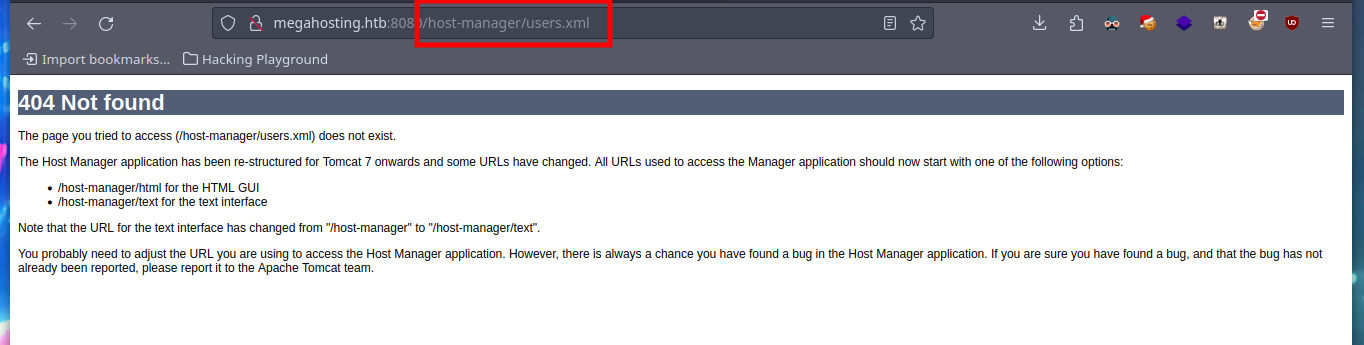 megahosting.htb:8080/host-manager/users.xml
Import bookmarks...
Hacking Playground
404 Not found
The page you tried to access (/host-manager/users.xml) does not exist.
The Host Manager application has been re-structured for Tomcat 7 onwards and some URLs have changed. All URLs used to access the Manager application should now start with one of the following options:
• /host-manager/html for the HTML GUI
• /host-manager/text for the text interface
Note that the URL for the text interface has changed from "/host-manager" to "/host-manager/text".
You probably need to adjust the URL you are using to access the Host Manager application. However, there is always a chance you have found a bug in the Host Manager application. If you are sure you have found a bug, and that the bug has not
already been reported, please report it to the Apache Tomcat team.